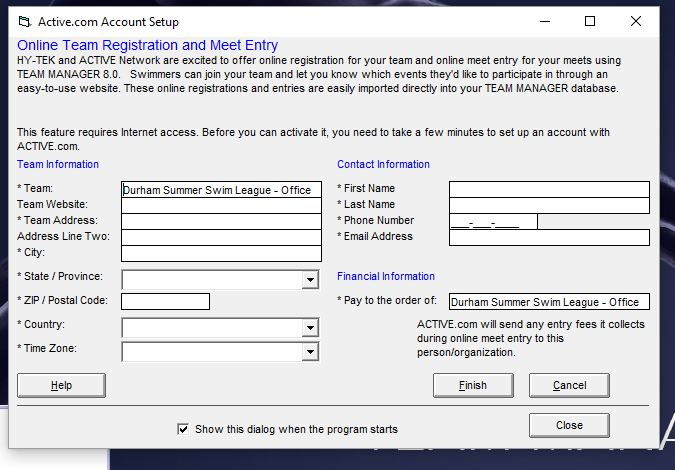 Active.com Account Setup
Online Team Registration and Meet Entry
HY-TEK and ACTIVE Network are excited to offer online registration for your team and online meet entry for your meets using
TEAM MANAGER 8.0.   Swimmers can join your team and let you know which events they'd like to participate in through an
easy-to-use website. These online registrations and entries are easily imported directly into your TEAM MANAGER database.
This feature requires Internet access. Before you can activate it, you need to take a few minutes to set up an account with
ACTIVE.com.
Team Information
* Team: Durham Summer Swim League - Office
Team Website:
* Team Address:
Address Line Two:
* City:
* State / Province:
* ZIP / Postal Code:
* Country:
* Time Zone:
Contact Information
* First Name
* Last Name
* Phone Number ___-___-____
* Email Address
Financial Information
* Pay to the order of: Durham Summer Swim League - Office
ACTIVE.com will send any entry fees it collects
during online meet entry to this
person/organization.
Help
Finish
Cancel
Show this dialog when the program starts
Close